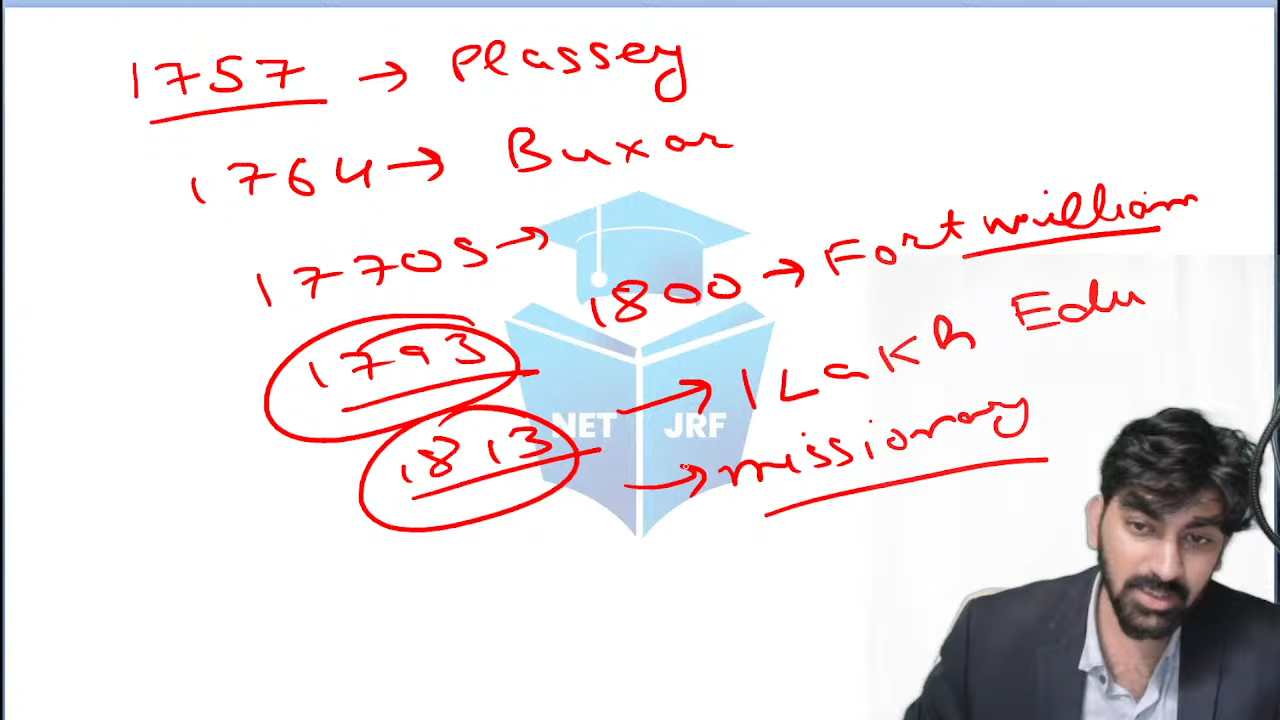 1757 → Plassey
1764 → Buxar
1770s →
1800 → Fort william
1793
1813 → 1 Lakh Edu
→ missionary
NET JRF